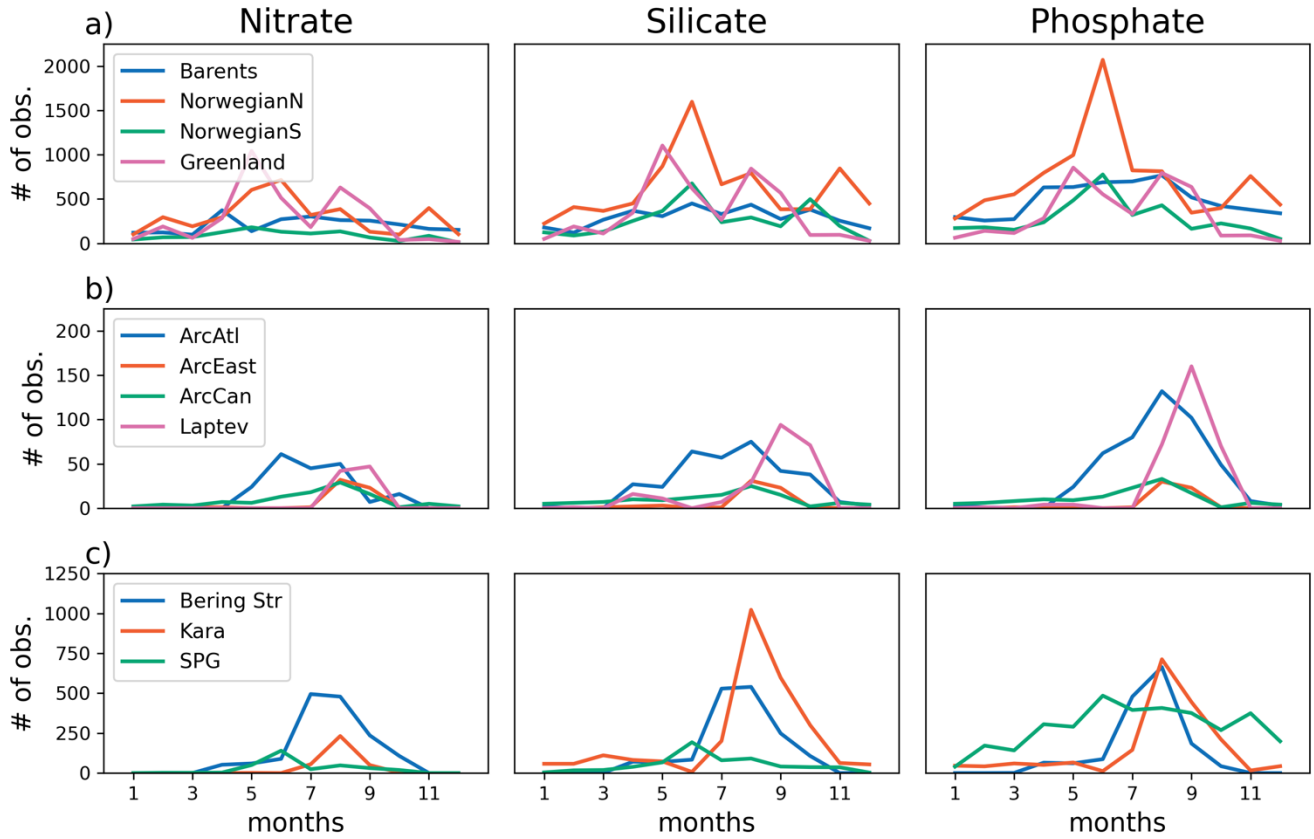 Nitrate Silicate Phosphate
a)
# of obs.
2000
1500
1000
500
0
Barents
NorwegianN
NorwegianS
Greenland
b)
# of obs.
200
150
100
50
0
ArcAtl
ArcEast
ArcCan
Laptev
c)
# of obs.
1250
1000
750
500
250
0
Bering Str
Kara
SPG
1 3 5 7 9 11 1 3 5 7 9 11 1 3 5 7 9 11
months months months